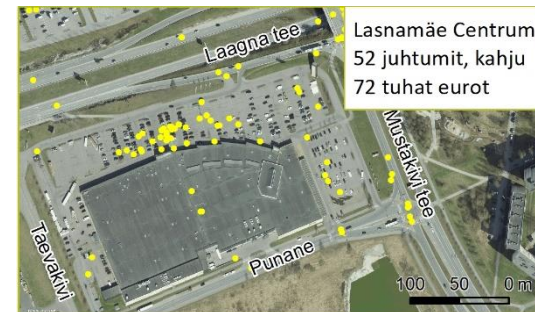 Lasnamäe Centrum
52 juhtumit, kahju
72 tuhat eurot
Laagna tee
Mustakivi tee
Taevakivi
Punane
100 50 0 m